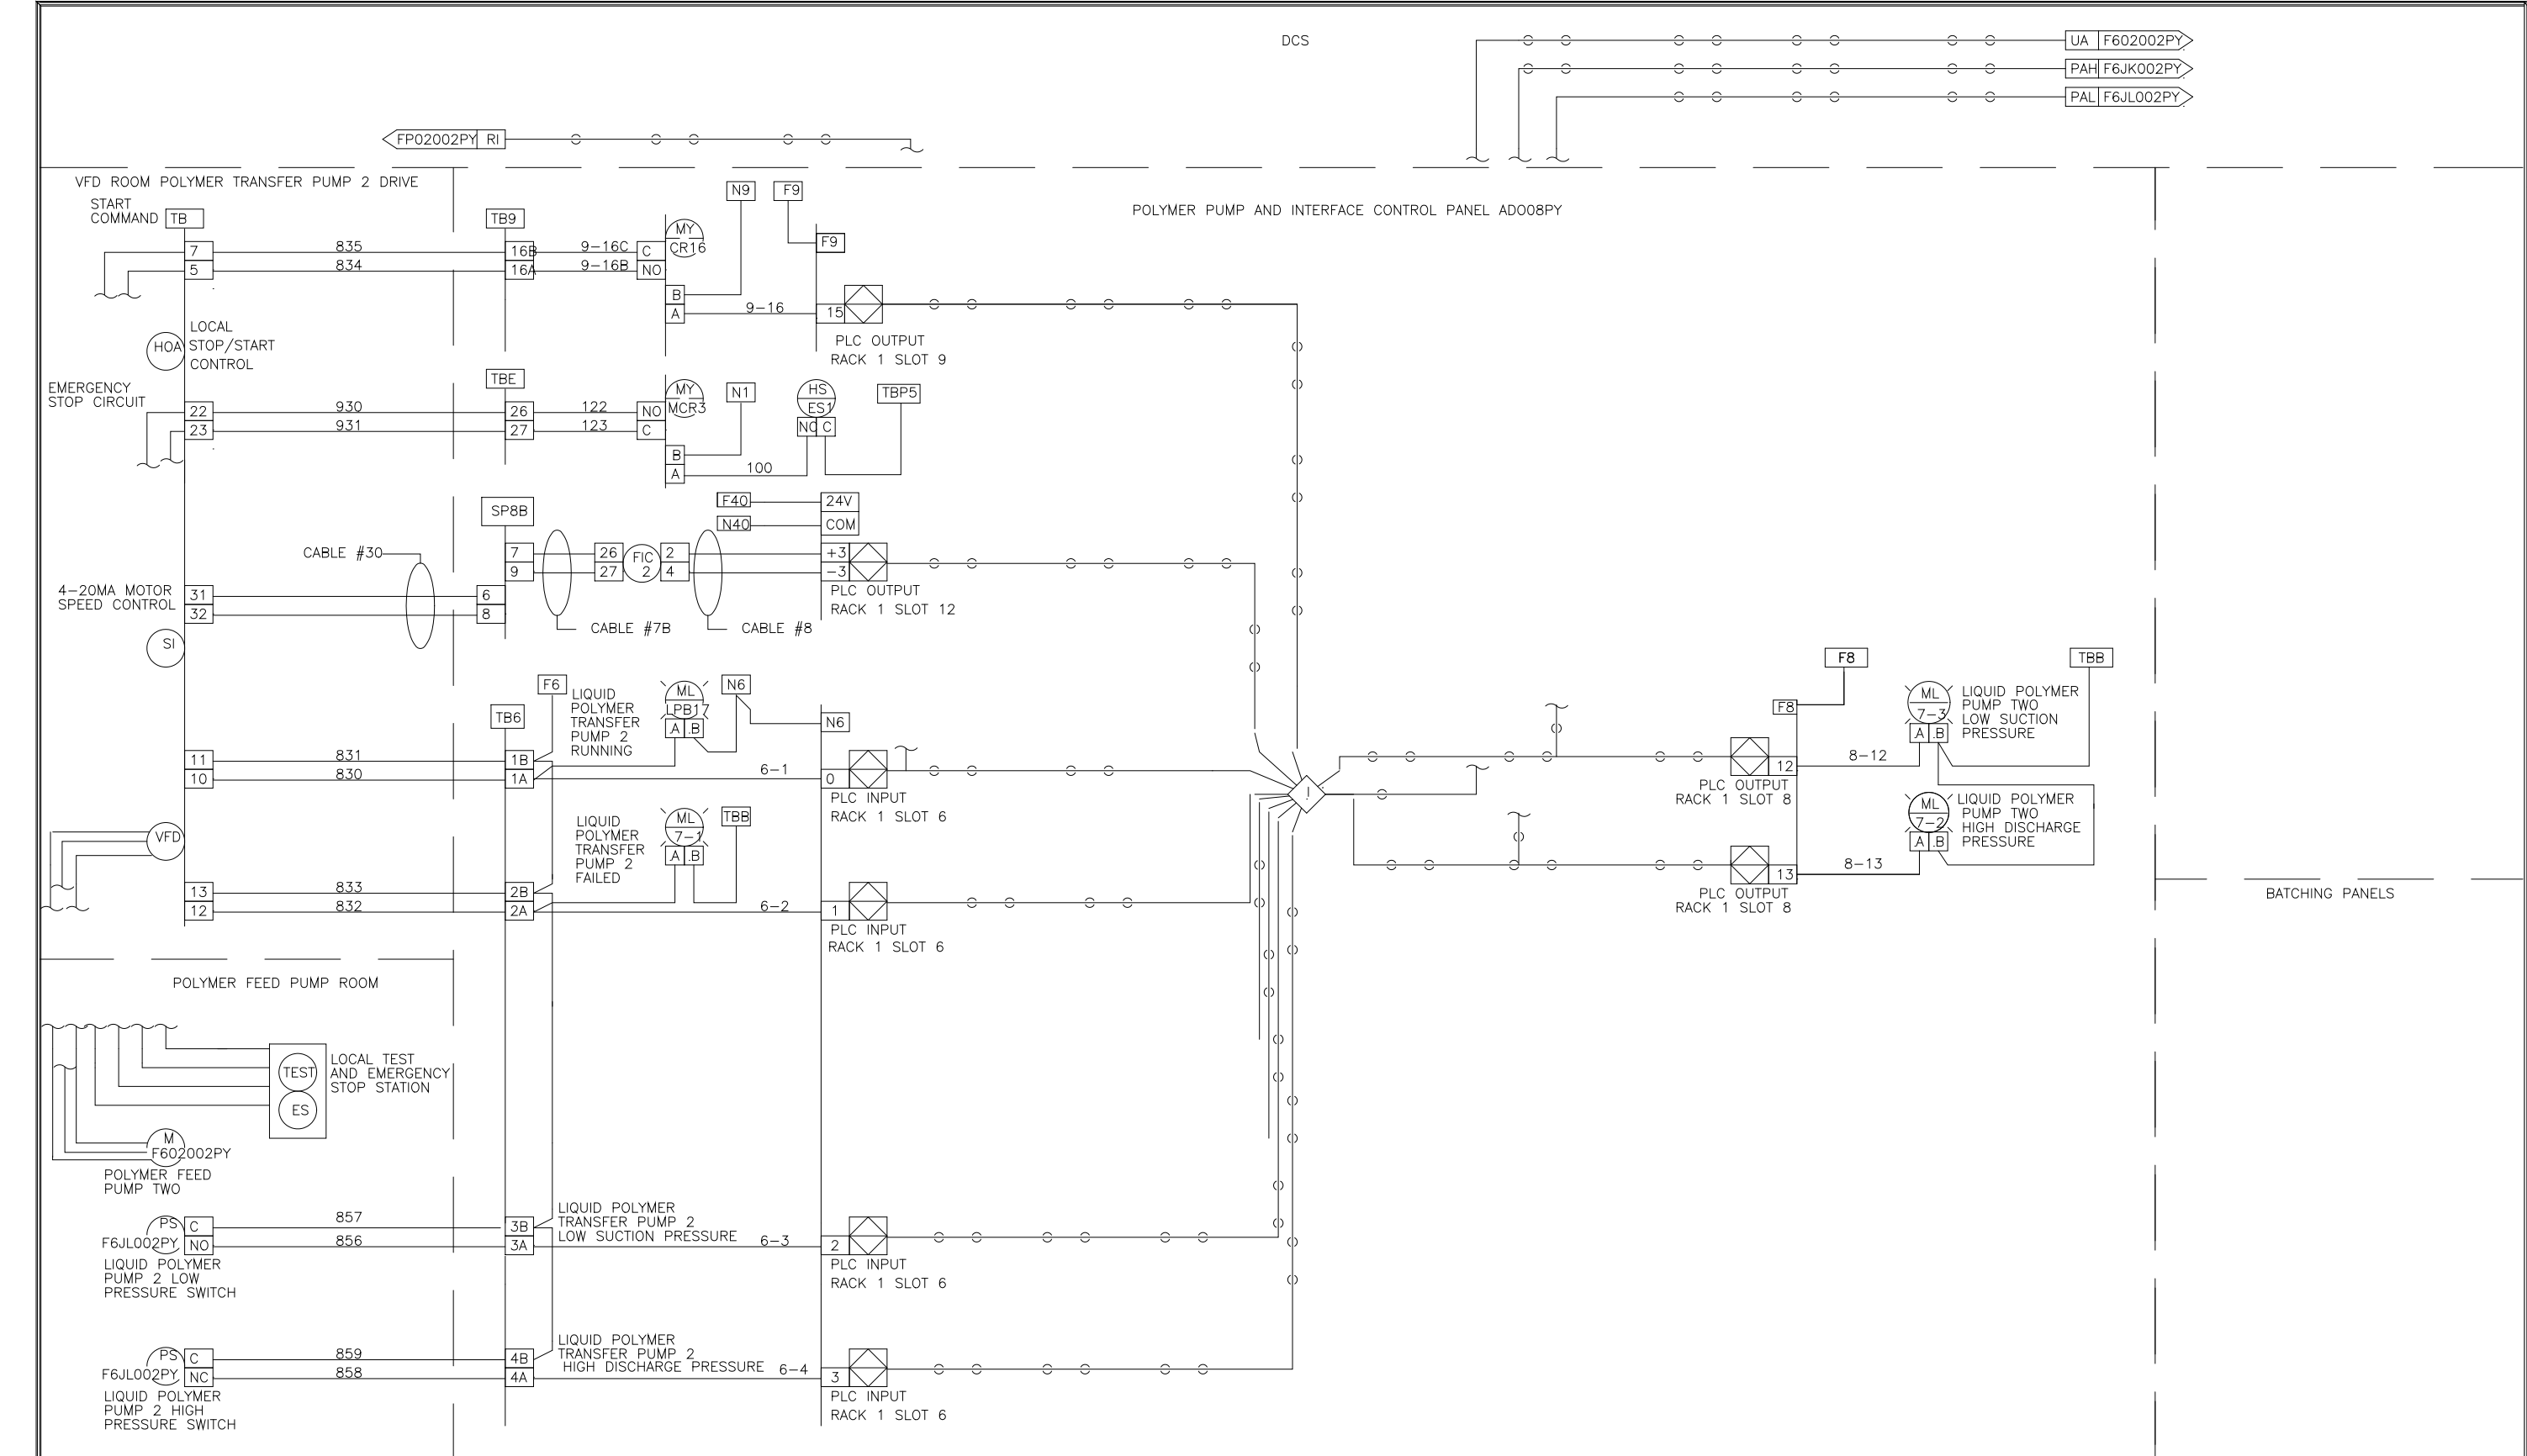 DCS
UA F602002PY
PAH F6JK002PY
PAL F6JL002PY
FP02002PY RI
VFD ROOM POLYMER TRANSFER PUMP 2 DRIVE
POLYMER PUMP AND INTERFACE CONTROL PANEL AD008PY
START
COMMAND
TB
TB9
N9
F9
MY
CR16
F9
7
835
16B
9-16C
C
5
834
16A
9-16B
NO
B
A
9-16
15
PLC OUTPUT
RACK 1 SLOT 9
HOA
LOCAL
STOP/START
CONTROL
EMERGENCY
STOP CIRCUIT
TBE
MY
MCR3
N1
HS
ES1
TBP5
NC C
22
930
26
122
NO
23
931
27
123
C
B
A
100
F40
24V
N40
COM
SP8B
CABLE #30
7
26
FIC
2
2
+3
9
27
4
-3
PLC OUTPUT
RACK 1 SLOT 12
4-20MA MOTOR
SPEED CONTROL
31
6
32
8
CABLE #7B
CABLE #8
SI
F6
LIQUID
POLYMER
TRANSFER
PUMP 2
RUNNING
ML
LPB17
A .B
N6
N6
TB6
11
831
1B
10
830
1A
6-1
0
PLC INPUT
RACK 1 SLOT 6
VFD
LIQUID
POLYMER
TRANSFER
PUMP 2
FAILED
ML
7-1
A .B
TBB
13
833
2B
12
832
2A
6-2
1
PLC INPUT
RACK 1 SLOT 6
F8
F8
TBB
ML
7-3
A .B
LIQUID POLYMER
PUMP TWO
LOW SUCTION
PRESSURE
12
8-12
PLC OUTPUT
RACK 1 SLOT 8
ML
7-2
A .B
LIQUID POLYMER
PUMP TWO
HIGH DISCHARGE
PRESSURE
13
8-13
PLC OUTPUT
RACK 1 SLOT 8
BATCHING PANELS
POLYMER FEED PUMP ROOM
TEST
ES
LOCAL TEST
AND EMERGENCY
STOP STATION
M
F602002PY
POLYMER FEED
PUMP TWO
PS
F6JL002PY
C
857
3B
NO
856
3A
LIQUID POLYMER
TRANSFER PUMP 2
LOW SUCTION PRESSURE
6-3
2
PLC INPUT
RACK 1 SLOT 6
LIQUID POLYMER
PUMP 2 LOW
PRESSURE SWITCH
PS
F6JL002PY
C
859
4B
NC
858
4A
LIQUID POLYMER
TRANSFER PUMP 2
HIGH DISCHARGE PRESSURE
6-4
3
PLC INPUT
RACK 1 SLOT 6
LIQUID POLYMER
PUMP 2 HIGH
PRESSURE SWITCH